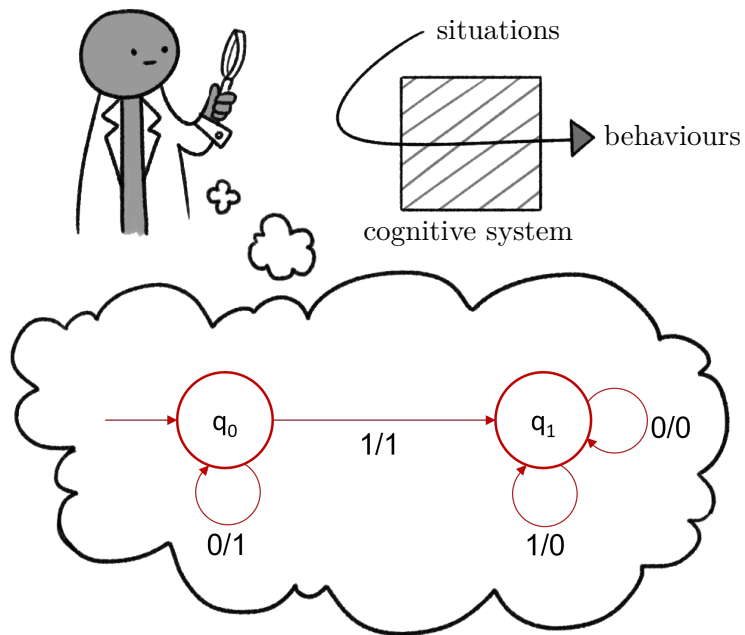 situations
behaviours
cognitive system
q₀
1/1
q₁
0/0
0/1
1/0